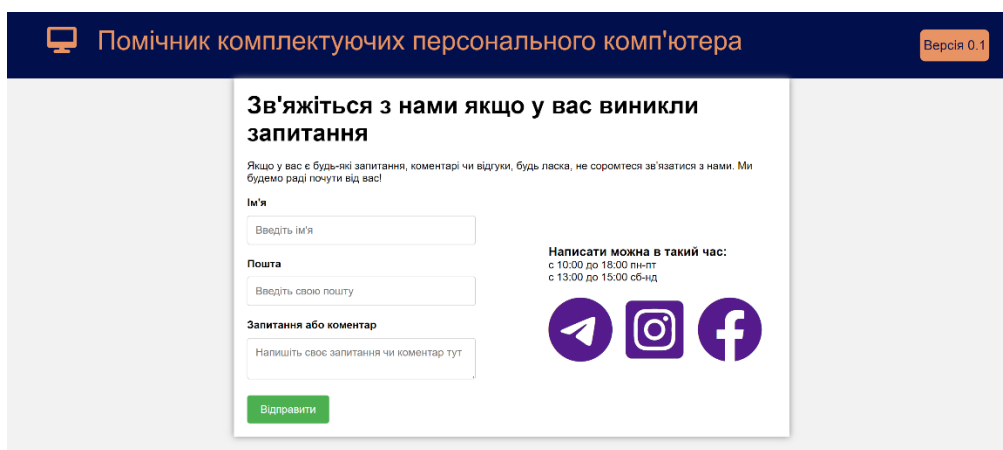 Помічник комплектуючих персонального комп'ютера
Версія 0.1
Зв'яжіться з нами якщо у вас виникли
запитання
Якщо у вас є будь-які запитання, коментарі чи відгуки, будь ласка, не соромтеся зв'язатися з нами. Ми
будемо раді почути від вас!
Ім'я
Введіть ім'я
Пошта
Введіть свою пошту
Запитання або коментар
Напишіть своє запитання чи коментар тут
Відправити
Написати можна в такий час:
с 10:00 до 18:00 пн-пт
с 13:00 до 15:00 сб-нд